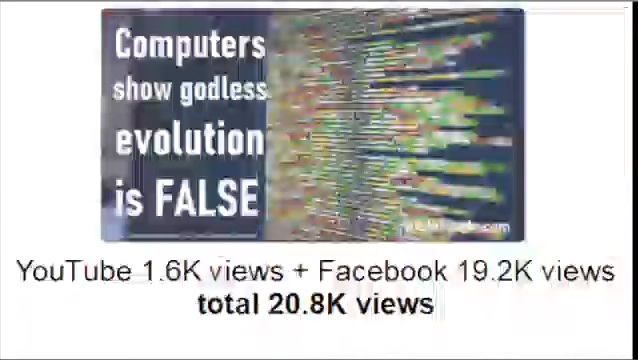 Computers
show godless
evolution
is FALSE
YouTube 1.6K views + Facebook 19.2K views
total 20.8K views